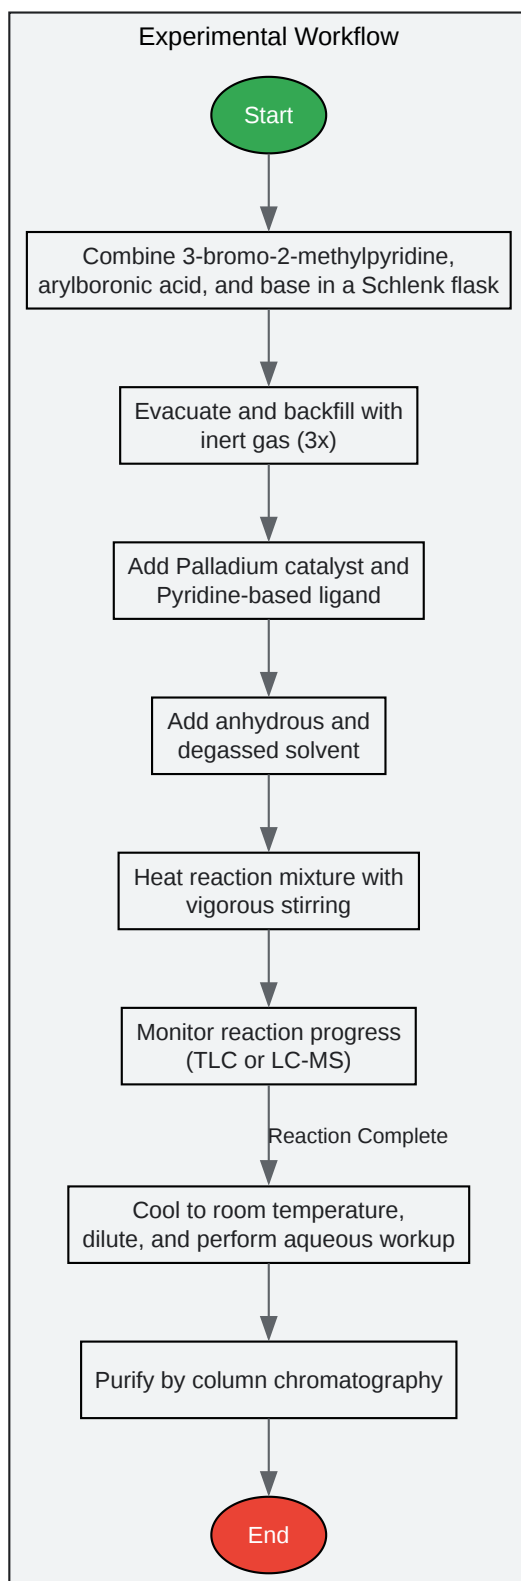 Experimental Workflow
Start
Combine 3-bromo-2-methylpyridine,
arylboronic acid, and base in a Schlenk flask
Evacuate and backfill with
inert gas (3x)
Add Palladium catalyst and
Pyridine-based ligand
Add anhydrous and
degassed solvent
Heat reaction mixture with
vigorous stirring
Monitor reaction progress
(TLC or LC-MS)
Reaction Complete
Cool to room temperature,
dilute, and perform aqueous workup
Purify by column chromatography
End